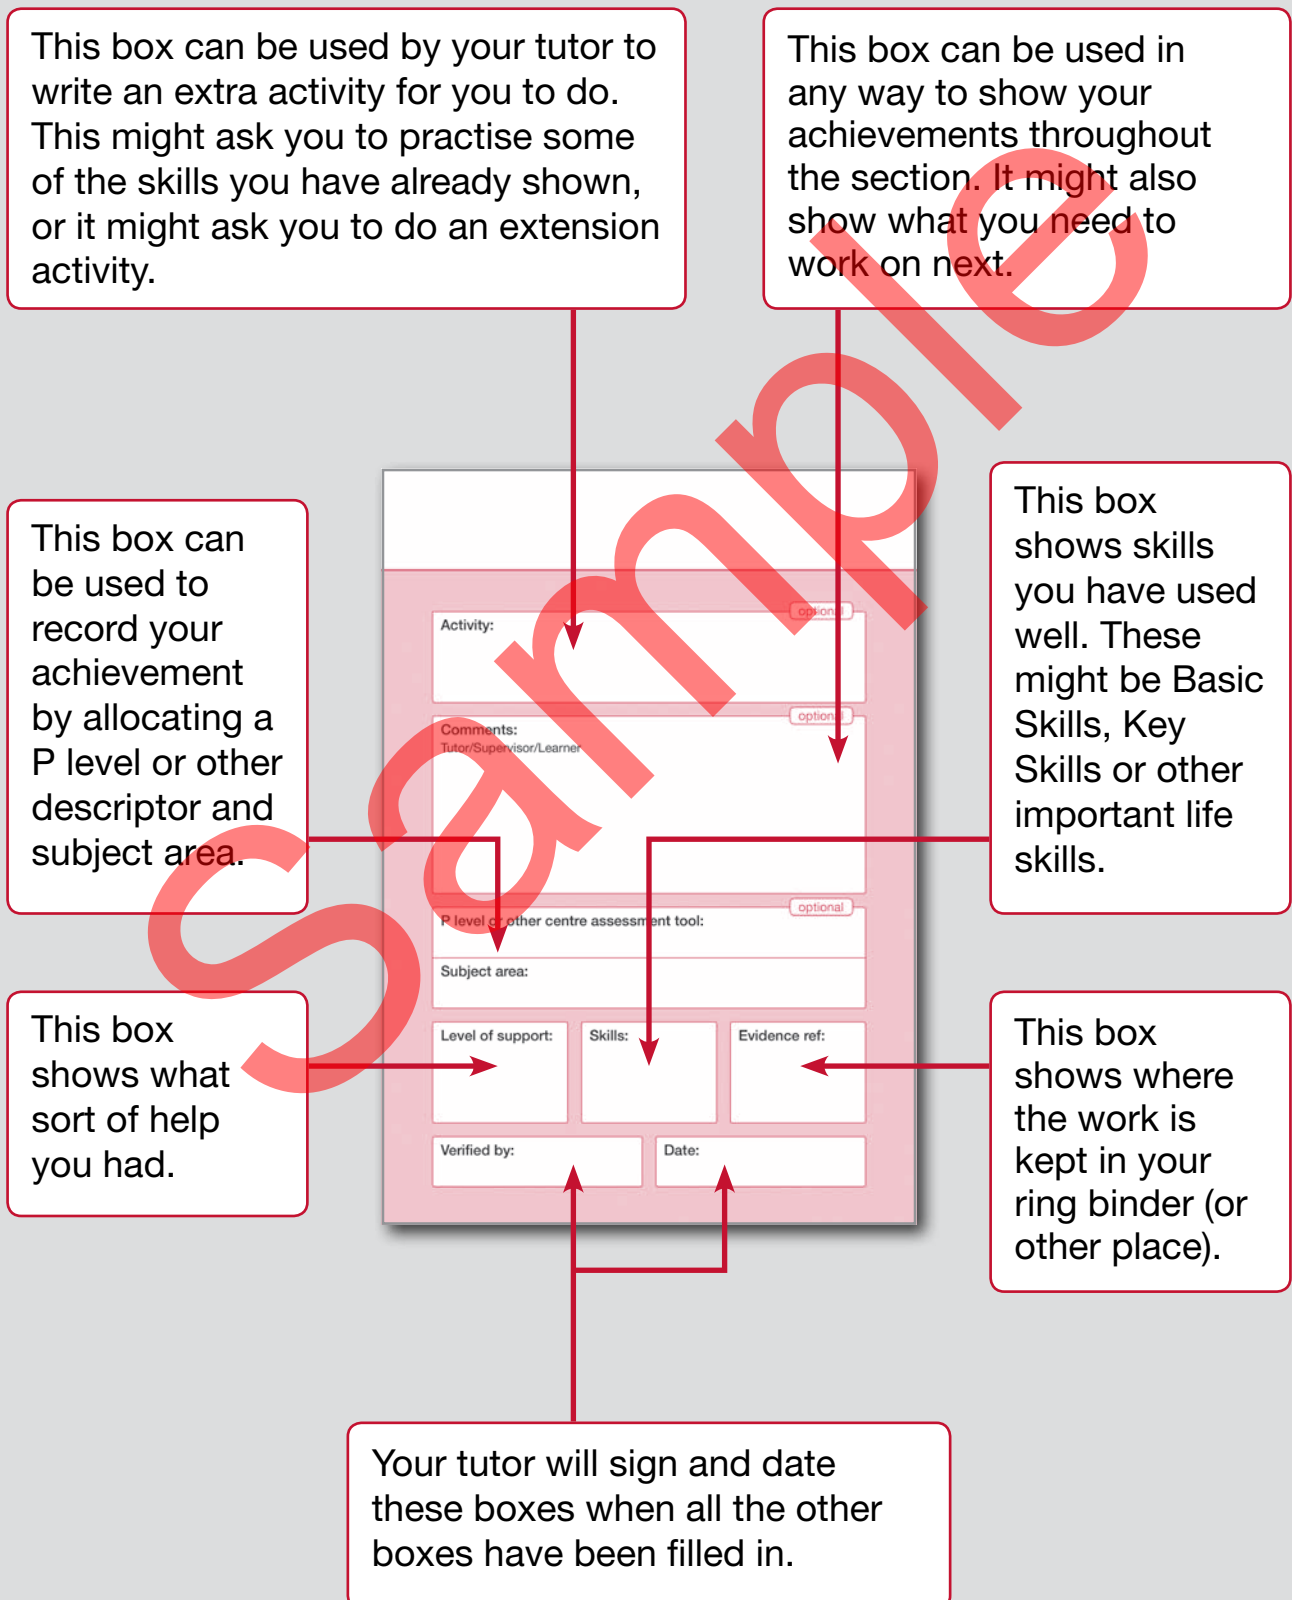 This box can be used by your tutor to
write an extra activity for you to do.
This might ask you to practise some
of the skills you have already shown,
or it might ask you to do an extension
activity.
This box can be used in
any way to show your
achievements throughout
the section. It might also
show what you need to
work on next.
This box can
be used to
record your
achievement
by allocating a
P level or other
descriptor and
subject area.
This box
shows skills
you have used
well. These
might be Basic
Skills, Key
Skills or other
important life
skills.
optional
Activity:
optional
Comments:
Tutor/Supervisor/Learner
optional
P level or other centre assessment tool:
Subject area:
Level of support:
Skills:
Evidence ref:
Verified by:
Date:
This box
shows what
sort of help
you had.
This box
shows where
the work is
kept in your
ring binder (or
other place).
Your tutor will sign and date
these boxes when all the other
boxes have been filled in.
Sample